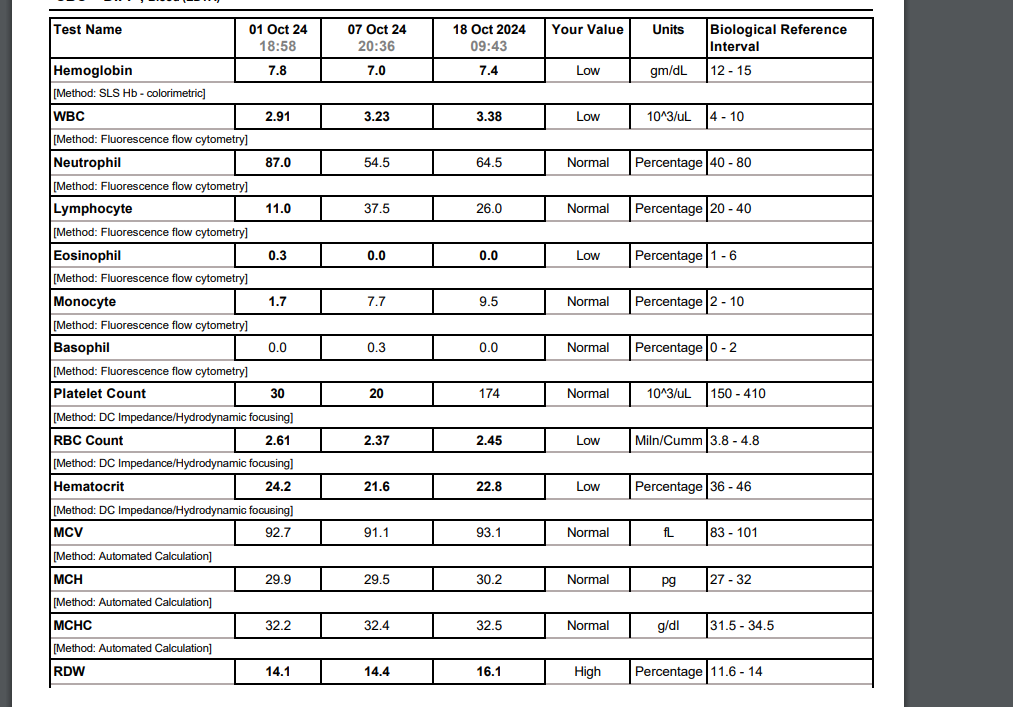 Test Name 01 Oct 24 18:58 07 Oct 24 20:36 18 Oct 2024 09:43 Your Value Units Biological Reference Interval
Hemoglobin 7.8 7.0 7.4 Low gm/dL 12 - 15
[Method: SLS Hb - colorimetric]
WBC 2.91 3.23 3.38 Low 10^3/uL 4 - 10
[Method: Fluorescence flow cytometry]
Neutrophil 87.0 54.5 64.5 Normal Percentage 40 - 80
[Method: Fluorescence flow cytometry]
Lymphocyte 11.0 37.5 26.0 Normal Percentage 20 - 40
[Method: Fluorescence flow cytometry]
Eosinophil 0.3 0.0 0.0 Low Percentage 1 - 6
[Method: Fluorescence flow cytometry]
Monocyte 1.7 7.7 9.5 Normal Percentage 2 - 10
[Method: Fluorescence flow cytometry]
Basophil 0.0 0.3 0.0 Normal Percentage 0 - 2
[Method: Fluorescence flow cytometry]
Platelet Count 30 20 174 Normal 10^3/uL 150 - 410
[Method: DC Impedance/Hydrodynamic focusing]
RBC Count 2.61 2.37 2.45 Low Miln/Cumm 3.8 - 4.8
[Method: DC Impedance/Hydrodynamic focusing]
Hematocrit 24.2 21.6 22.8 Low Percentage 36 - 46
[Method: DC Impedance/Hydrodynamic focusing]
MCV 92.7 91.1 93.1 Normal fL 83 - 101
[Method: Automated Calculation]
MCH 29.9 29.5 30.2 Normal pg 27 - 32
[Method: Automated Calculation]
MCHC 32.2 32.4 32.5 Normal g/dl 31.5 - 34.5
[Method: Automated Calculation]
RDW 14.1 14.4 16.1 High Percentage 11.6 - 14